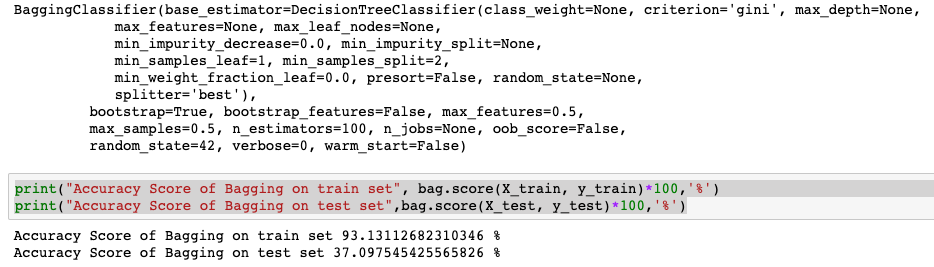 BaggingClassifier(base_estimator=DecisionTreeClassifier(class_weight=None, criterion='gini', max_depth=None,
            max_features=None, max_leaf_nodes=None,
            min_impurity_decrease=0.0, min_impurity_split=None,
            min_samples_leaf=1, min_samples_split=2,
            min_weight_fraction_leaf=0.0, presort=False, random_state=None,
            splitter='best'),
         bootstrap=True, bootstrap_features=False, max_features=0.5,
         max_samples=0.5, n_estimators=100, n_jobs=None, oob_score=False,
         random_state=42, verbose=0, warm_start=False)
print("Accuracy Score of Bagging on train set", bag.score(X_train, y_train)*100,'%')
print("Accuracy Score of Bagging on test set",bag.score(X_test, y_test)*100,'%')
Accuracy Score of Bagging on train set 93.13112682310346 %
Accuracy Score of Bagging on test set 37.097545425565826 %